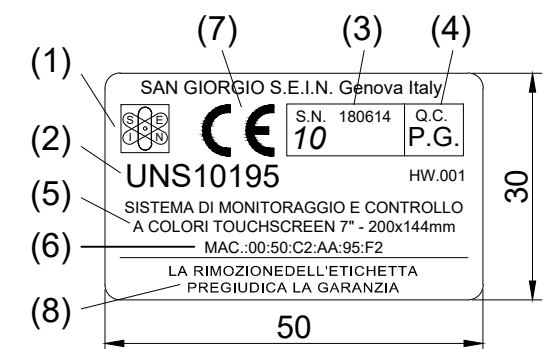 (7) (3) (4)
(1) SAN GIORGIO S.E.I.N. Genova Italy
S E I N CE S.N. 180614 Q.C.
10 P.G.
(2) UNS10195 HW.001
SISTEMA DI MONITORAGGIO E CONTROLLO
(5) A COLORI TOUCHSCREEN 7" - 200x144mm
(6) MAC.:00:50:C2:AA:95:F2
LA RIMOZIONEDELL'ETICHETTA
(8) PREGIUDICA LA GARANZIA
30
50